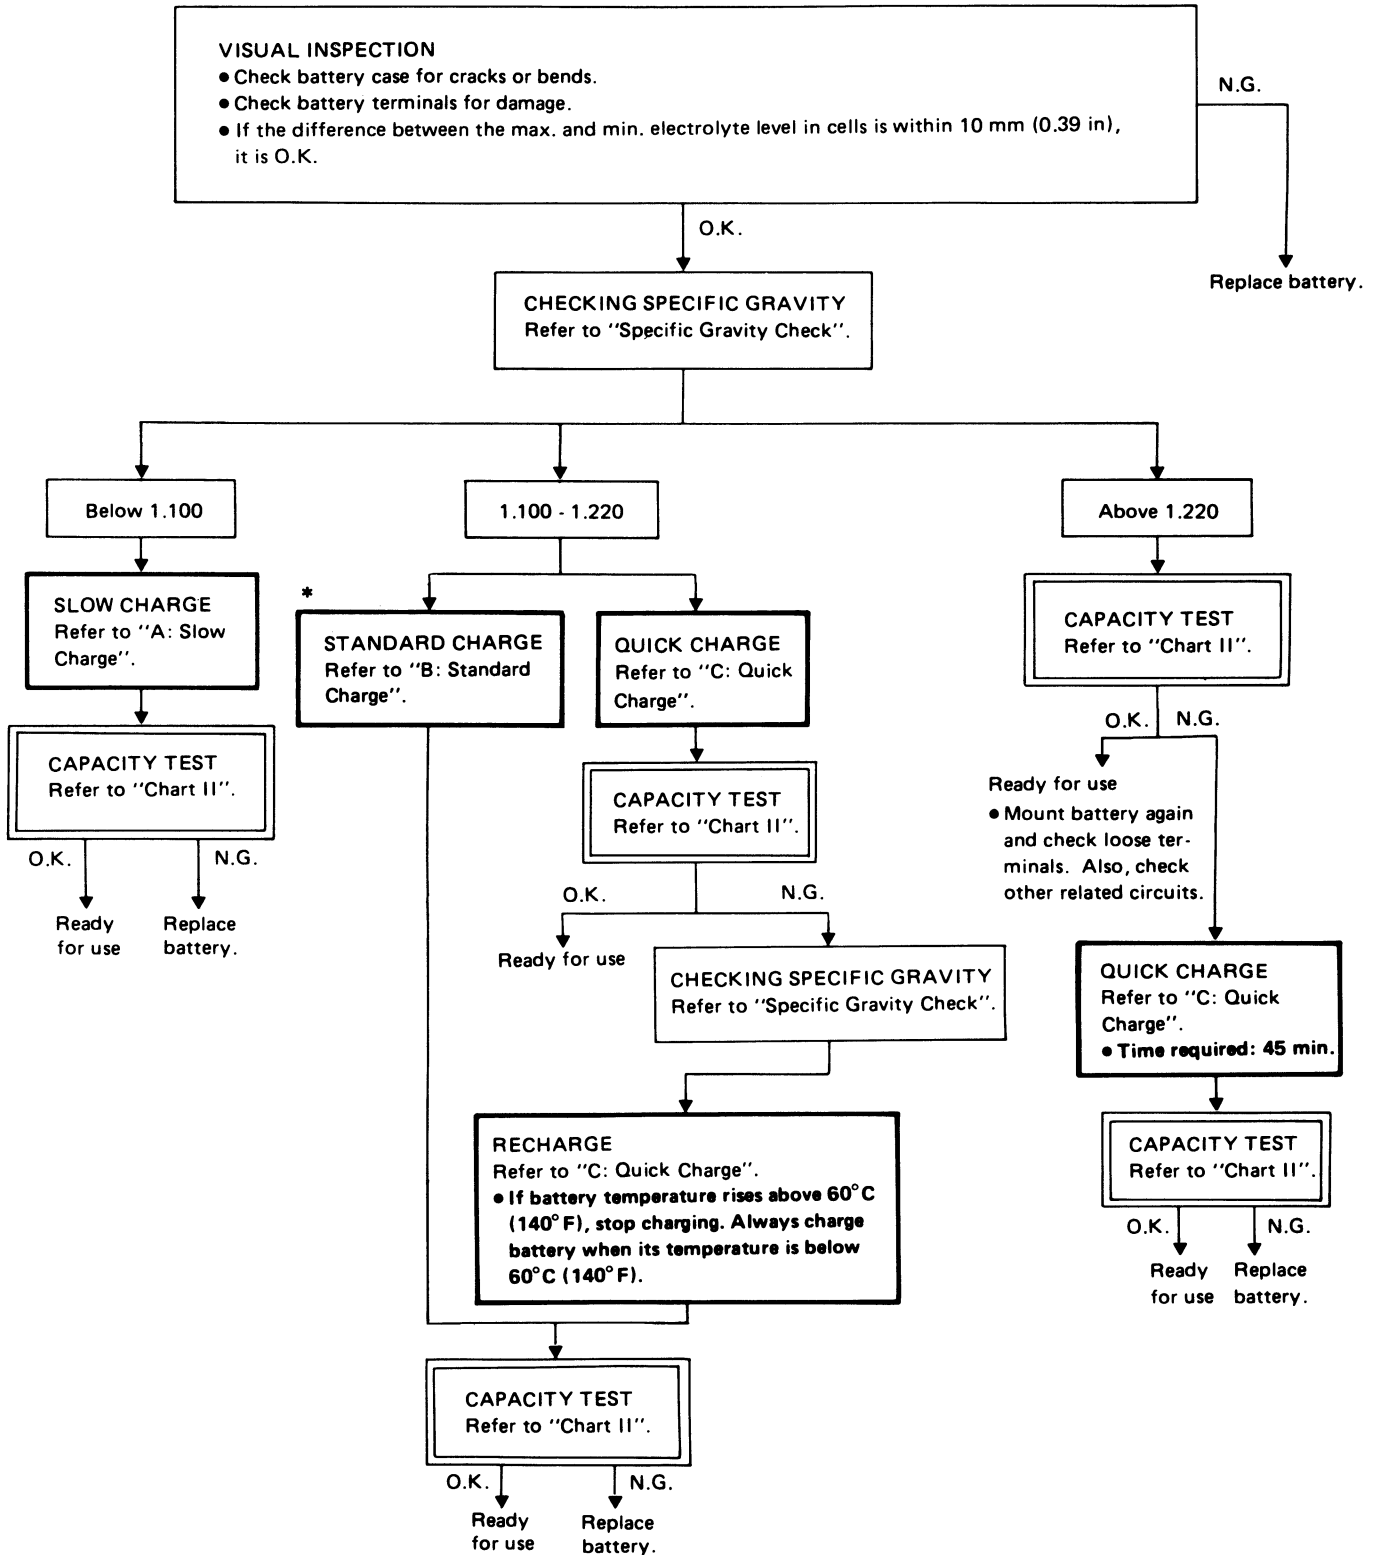 VISUAL INSPECTION
● Check battery case for cracks or bends.
● Check battery terminals for damage.
● If the difference between the max. and min. electrolyte level in cells is within 10 mm (0.39 in),
it is O.K.
N.G.
Replace battery.
O.K.
CHECKING SPECIFIC GRAVITY
Refer to "Specific Gravity Check".
Below 1.100
1.100 - 1.220
Above 1.220
SLOW CHARGE
Refer to "A: Slow
Charge".
CAPACITY TEST
Refer to "Chart II".
O.K.
N.G.
Ready
for use
Replace
battery.
*
STANDARD CHARGE
Refer to "B: Standard
Charge".
QUICK CHARGE
Refer to "C: Quick
Charge".
CAPACITY TEST
Refer to "Chart II".
O.K.
N.G.
Ready for use
CHECKING SPECIFIC GRAVITY
Refer to "Specific Gravity Check".
RECHARGE
Refer to "C: Quick Charge".
● If battery temperature rises above 60°C
(140°F), stop charging. Always charge
battery when its temperature is below
60°C (140°F).
CAPACITY TEST
Refer to "Chart II".
O.K.
N.G.
Ready
for use
Replace
battery.
CAPACITY TEST
Refer to "Chart II".
O.K.
N.G.
Ready for use
● Mount battery again
and check loose ter-
minals. Also, check
other related circuits.
QUICK CHARGE
Refer to "C: Quick
Charge".
● Time required: 45 min.
CAPACITY TEST
Refer to "Chart II".
O.K.
N.G.
Ready
for use
Replace
battery.